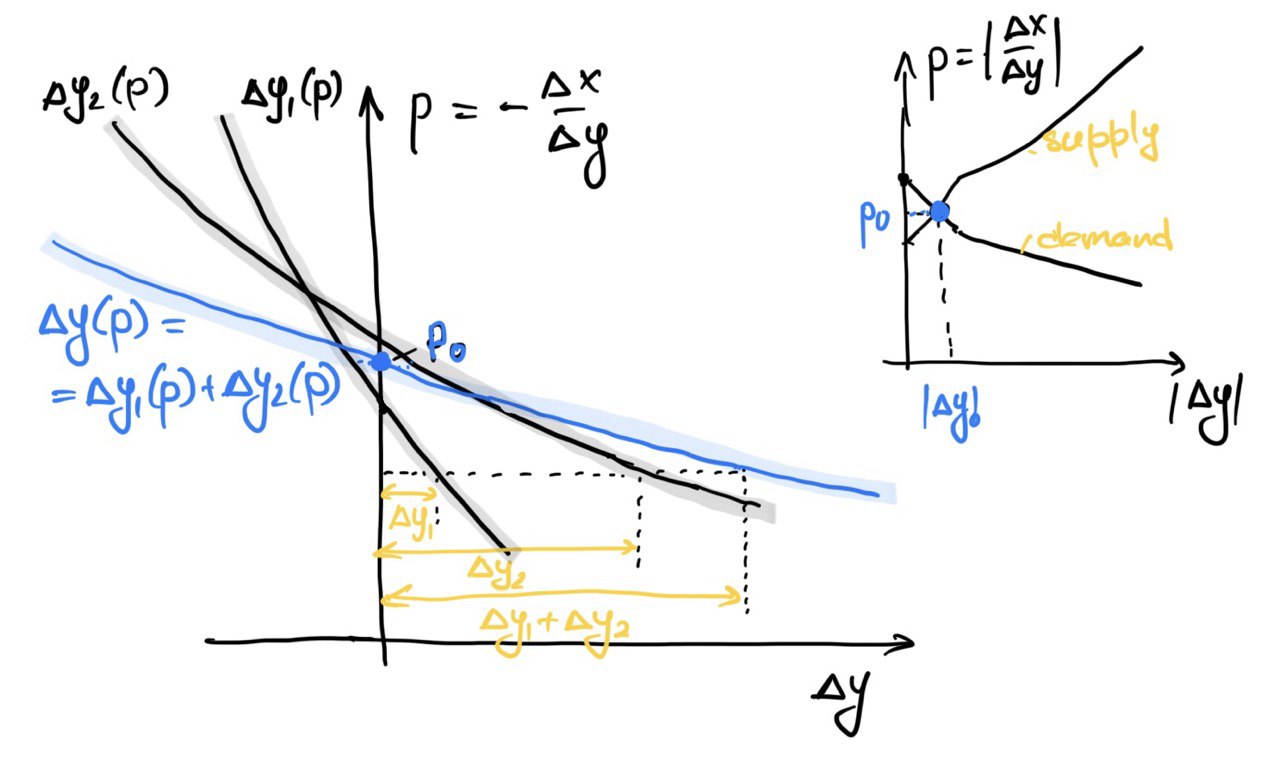 Δy₂(p)
Δy₁(p)
p = - Δx/Δy
Δy(p) =
= Δy₁(p) + Δy₂(p)
p₀
Δy₁
Δy₂
Δy₁ + Δy₂
Δy
p = |Δx/Δy|
supply
p₀
demand
|Δy|₀
|Δy|